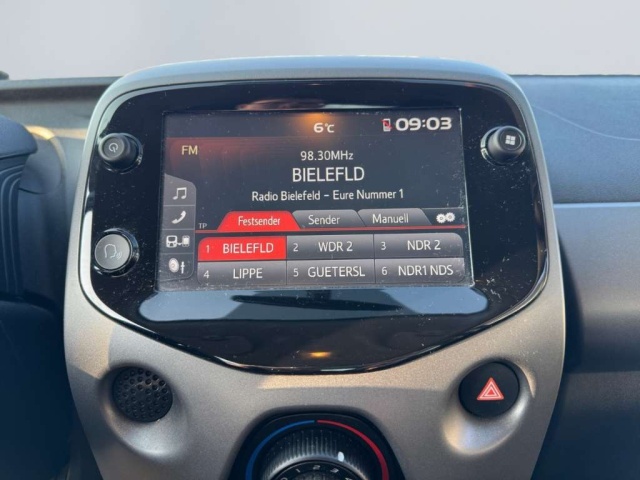 6°C 09:03
FM
98.30MHz
BIELEFLD
Radio Bielefeld – Eure Nummer 1
TP Festsender Sender Manuell
1 BIELEFLD 2 WDR 2 3 NDR 2
4 LIPPE 5 GUETERSL 6 NDR1 NDS